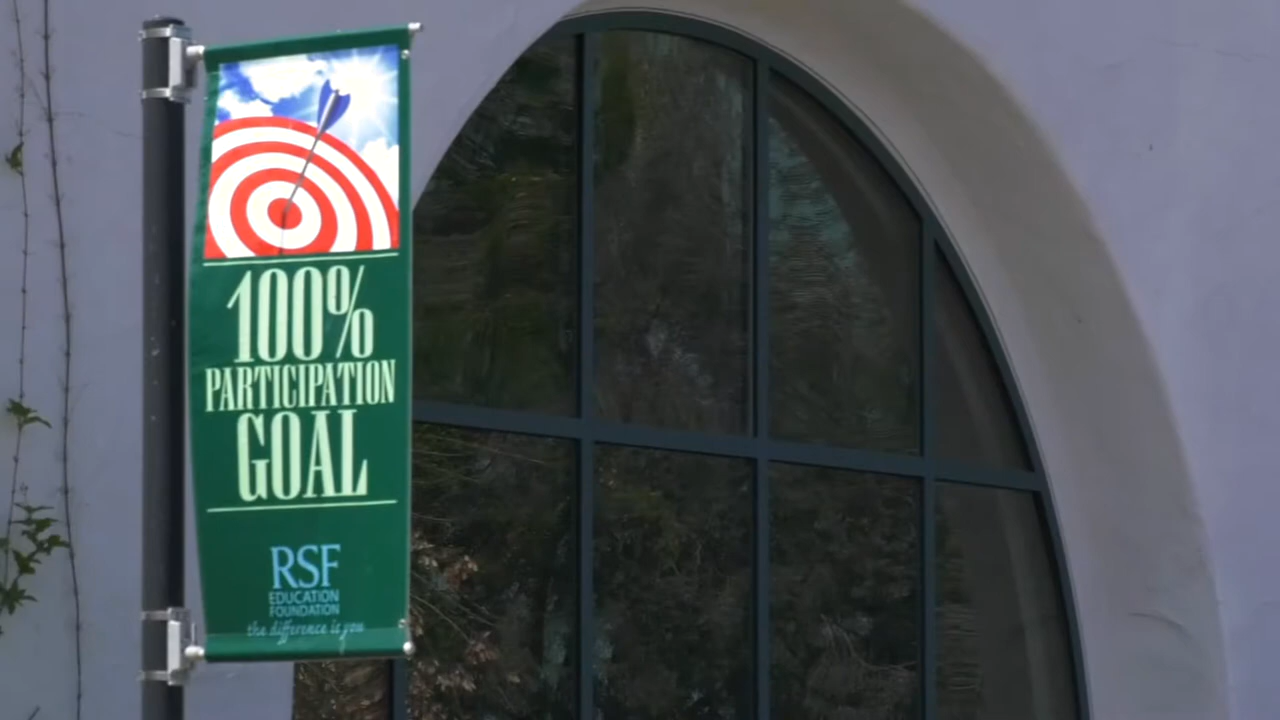 100%
PARTICIPATION
GOAL
RSF
EDUCATION
FOUNDATION
the difference is you